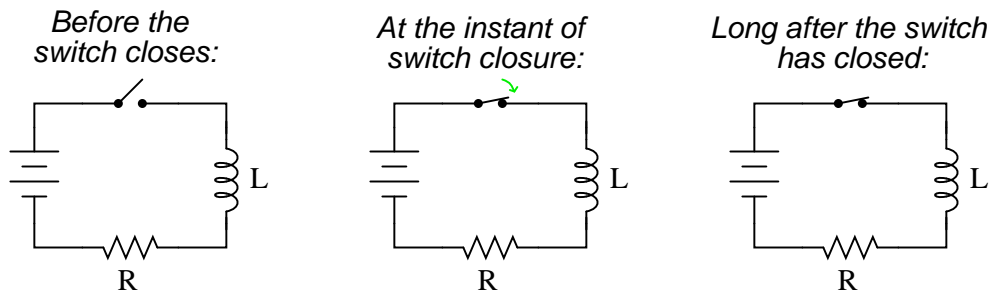 Before the
switch closes:
L
R
At the instant of
switch closure:
L
R
Long after the switch
has closed:
L
R